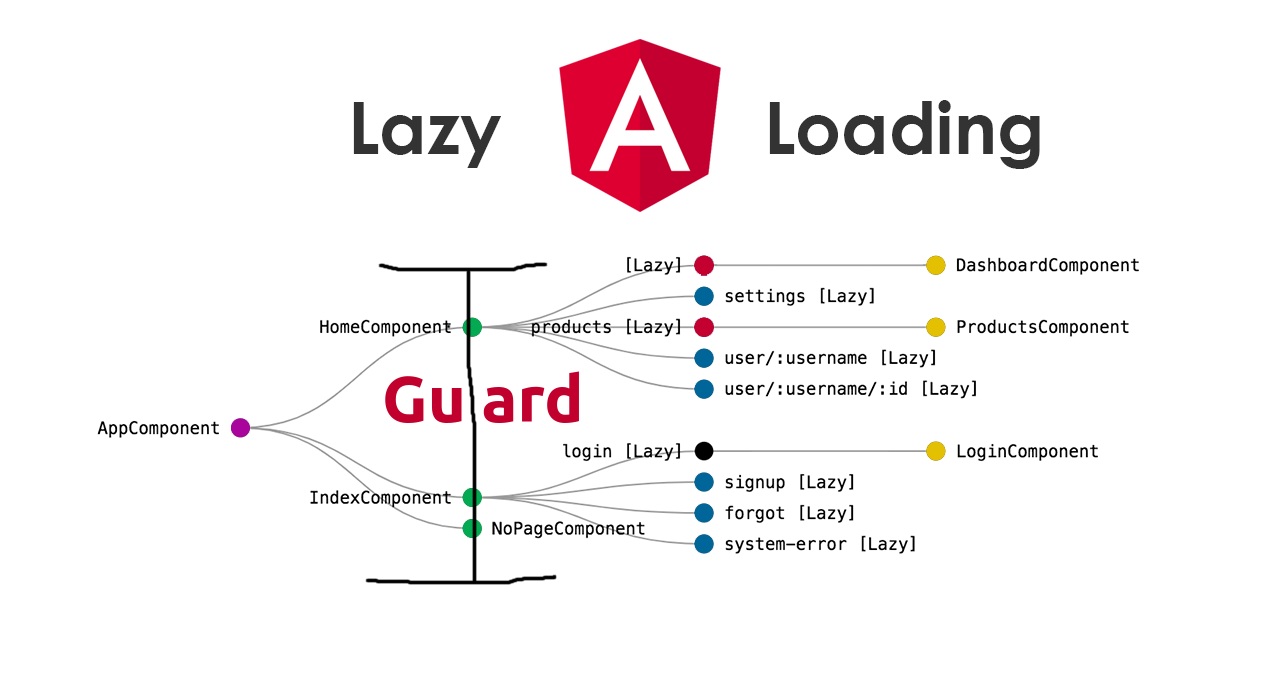 Lazy A Loading
[Lazy]
DashboardComponent
settings [Lazy]
HomeComponent
products [Lazy]
ProductsComponent
user/:username [Lazy]
user/:username/:id [Lazy]
Guard
AppComponent
login [Lazy]
LoginComponent
signup [Lazy]
IndexComponent
forgot [Lazy]
NoPageComponent
system-error [Lazy]